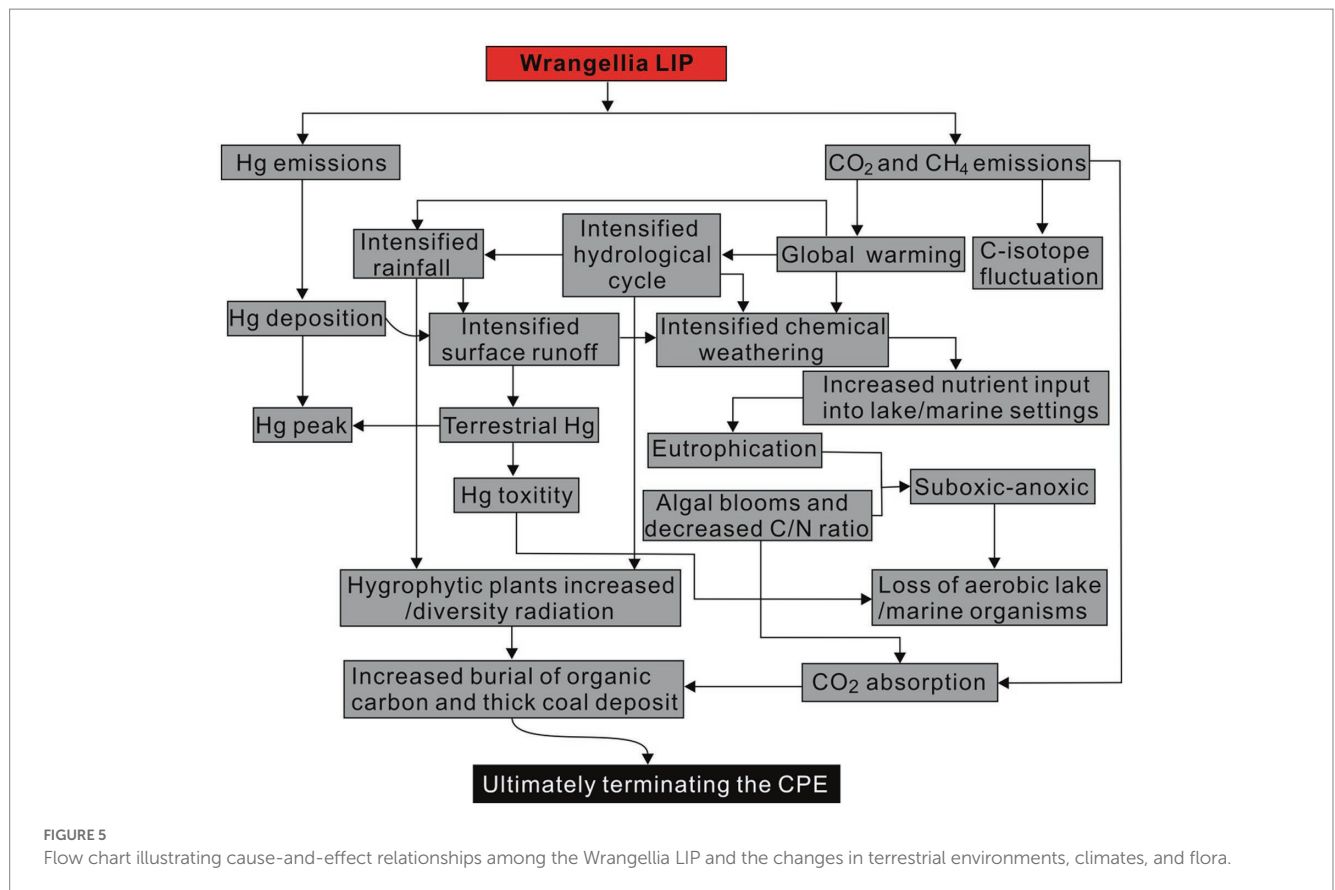 Wrangellia LIP
Hg emissions
CO₂ and CH₄ emissions
Intensified
rainfall
Intensified
hydrological
cycle
Global warming
C-isotope
fluctuation
Hg deposition
Intensified
surface runoff
Intensified chemical
weathering
Increased nutrient input
into lake/marine settings
Hg peak
Terrestrial Hg
Eutrophication
Hg toxitity
Algal blooms and
decreased C/N ratio
Suboxic-anoxic
Hygrophytic plants increased
/diversity radiation
Loss of aerobic lake
/marine organisms
Increased burial of organic
carbon and thick coal deposit
CO₂ absorption
Ultimately terminating the CPE
FIGURE 5
Flow chart illustrating cause-and-effect relationships among the Wrangellia LIP and the changes in terrestrial environments, climates, and flora.